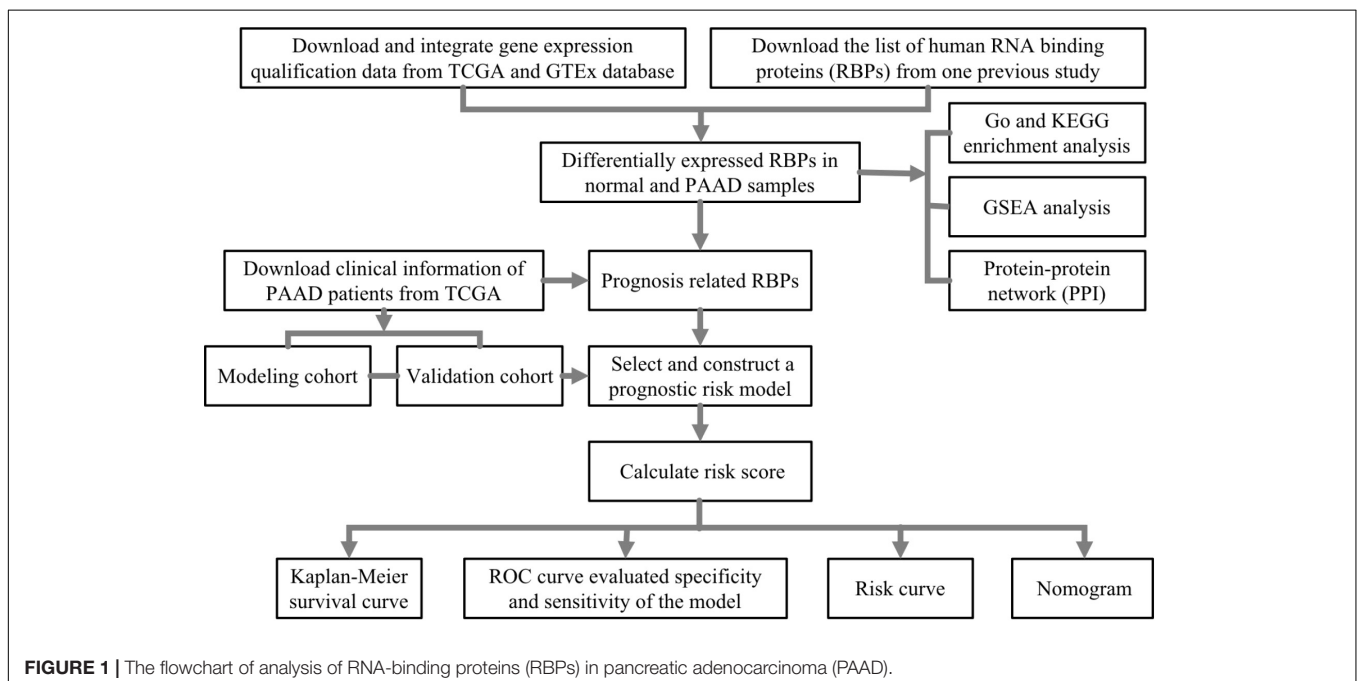 Download and integrate gene expression
qualification data from TCGA and GTEx database
Download the list of human RNA binding
proteins (RBPs) from one previous study
Go and KEGG
enrichment analysis
Differentially expressed RBPs in
normal and PAAD samples
GSEA analysis
Download clinical information of
PAAD patients from TCGA
Prognosis related RBPs
Protein-protein
network (PPI)
Modeling cohort
Validation cohort
Select and construct a
prognostic risk model
Calculate risk score
Kaplan-Meier
survival curve
ROC curve evaluated specificity
and sensitivity of the model
Risk curve
Nomogram
FIGURE 1 | The flowchart of analysis of RNA-binding proteins (RBPs) in pancreatic adenocarcinoma (PAAD).